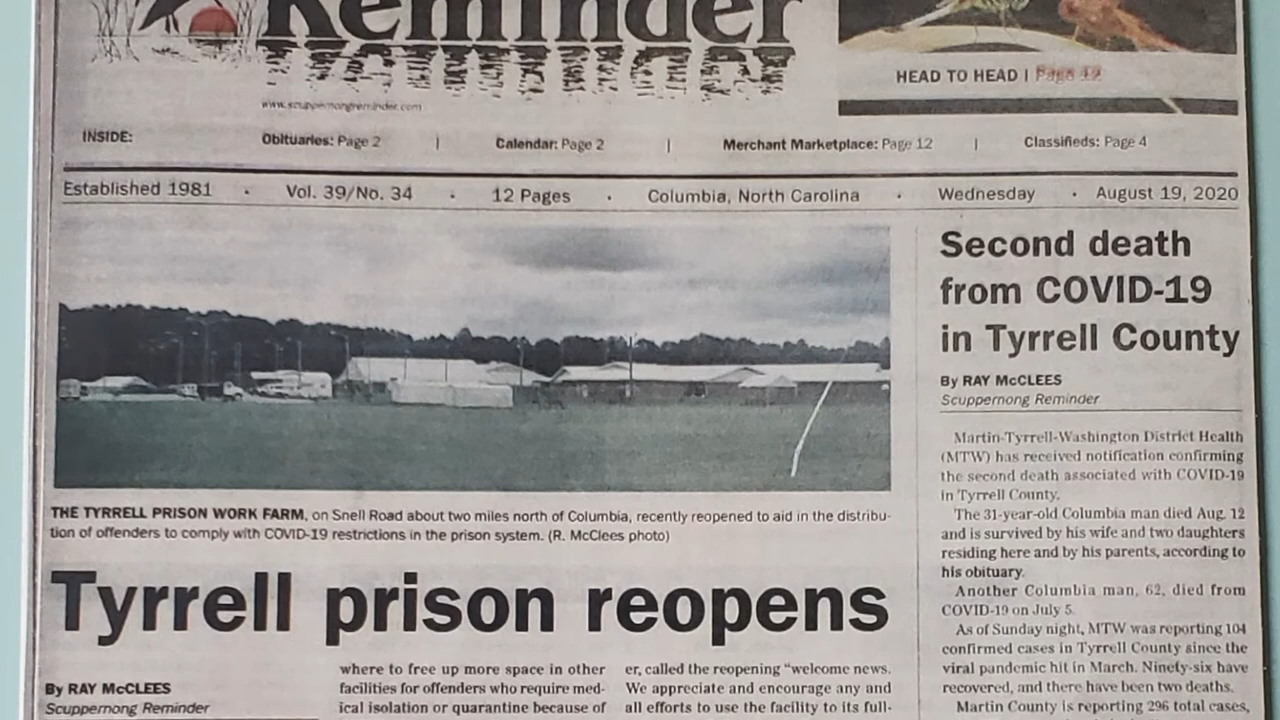 Reminder
HEAD TO HEAD | Page 12
www.scuppernongreminder.com
INSIDE: Obituaries: Page 2 | Calendar: Page 2 | Merchant Marketplace: Page 12 | Classifieds: Page 4
Established 1981 · Vol. 39/No. 34 · 12 Pages · Columbia, North Carolina · Wednesday · August 19, 2020
THE TYRRELL PRISON WORK FARM, on Snell Road about two miles north of Columbia, recently reopened to aid in the distribu-
tion of offenders to comply with COVID-19 restrictions in the prison system. (R. McClees photo)
Tyrrell prison reopens
By RAY McCLEES
Scuppernong Reminder
where to free up more space in other
facilities for offenders who require med-
ical isolation or quarantine because of
er, called the reopening “welcome news.
We appreciate and encourage any and
all efforts to use the facility to its full-
Second death
from COVID-19
in Tyrrell County
By RAY McCLEES
Scuppernong Reminder
Martin-Tyrrell-Washington District Health
(MTW) has received notification confirming
the second death associated with COVID-19
in Tyrrell County.
The 31-year-old Columbia man died Aug. 12
and is survived by his wife and two daughters
residing here and by his parents, according to
his obituary.
Another Columbia man, 62, died from
COVID-19 on July 5.
As of Sunday night, MTW was reporting 104
confirmed cases in Tyrrell County since the
viral pandemic hit in March. Ninety-six have
recovered, and there have been two deaths.
Martin County is reporting 296 total cases,